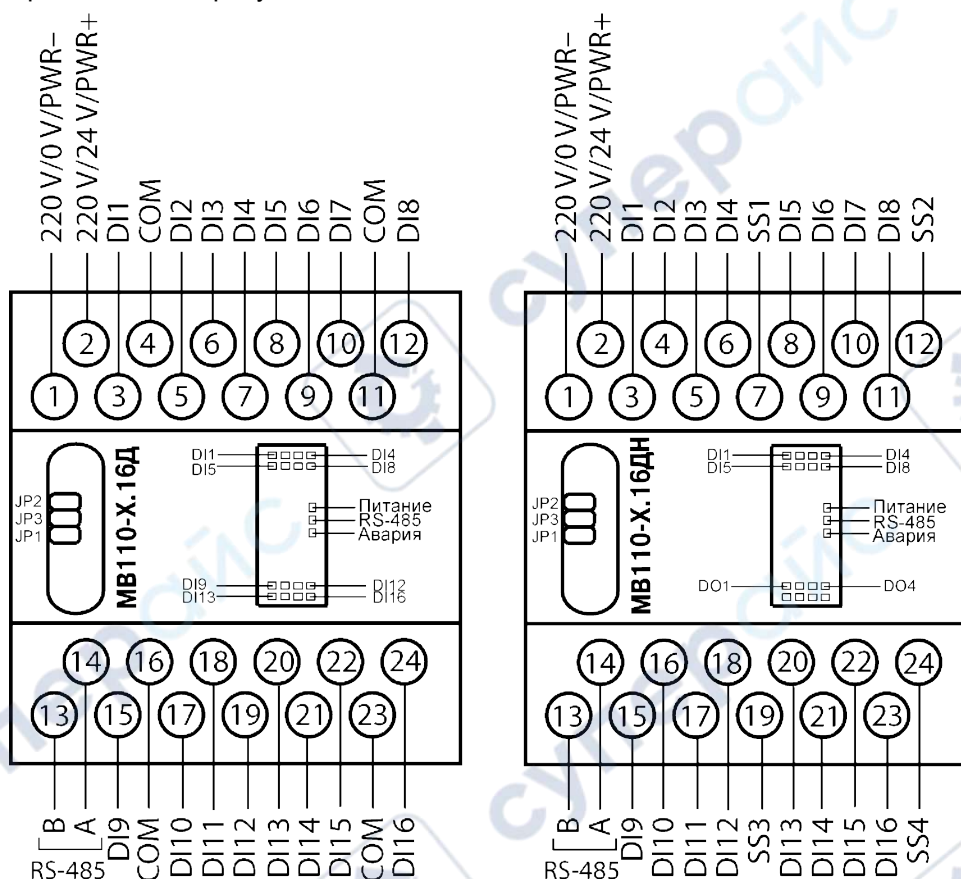 220 V/0 V/PWR–
220 V/24 V/PWR+
DI1
COM
DI2
DI3
DI4
DI5
DI6
DI7
COM
DI8
2 4 6 8 10 12
1 3 5 7 9 11
JP2
JP3
JP1
МВ110-Х.16Д
DI1 DI4
DI5 DI8
Питание
RS-485
Авария
DI9 DI12
DI13 DI16
14 16 18 20 22 24
13 15 17 19 21 23
B
A
RS-485
DI9
COM
DI10
DI11
DI12
DI13
DI14
DI15
COM
DI16
220 V/0 V/PWR–
220 V/24 V/PWR+
DI1
DI2
DI3
DI4
SS1
DI5
DI6
DI7
DI8
SS2
2 4 6 8 10 12
1 3 5 7 9 11
JP2
JP3
JP1
МВ110-Х.16ДН
DI1 DI4
DI5 DI8
Питание
RS-485
Авария
DO1 DO4
14 16 18 20 22 24
13 15 17 19 21 23
B
A
RS-485
DI9
DI10
DI11
DI12
SS3
DI13
DI14
DI15
DI16
SS4
суперайс